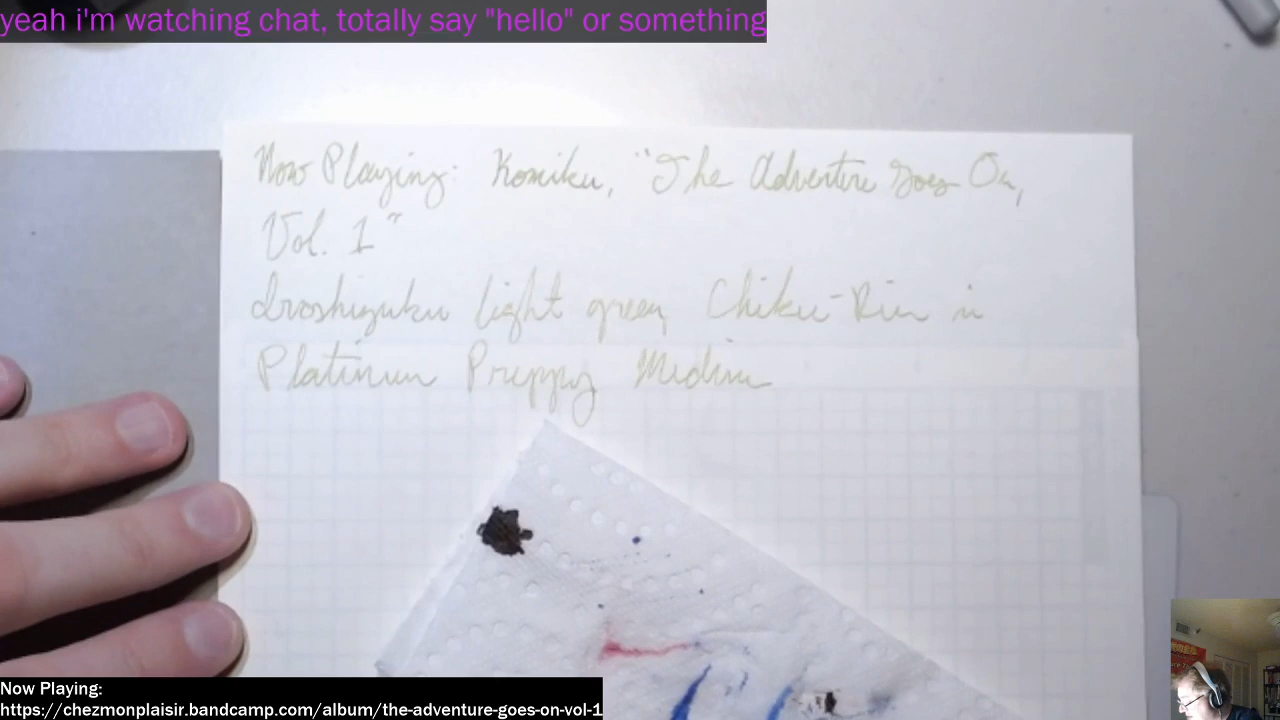 yeah i'm watching chat, totally say "hello" or something
Now Playing: Komiku, "The Adventure Goes On,
Vol. 1"
Iroshizuku light green Chiku-Rin in
Platinum Preppy Medium
Now Playing:
https://chezmonplaisir.bandcamp.com/album/the-adventure-goes-on-vol-1